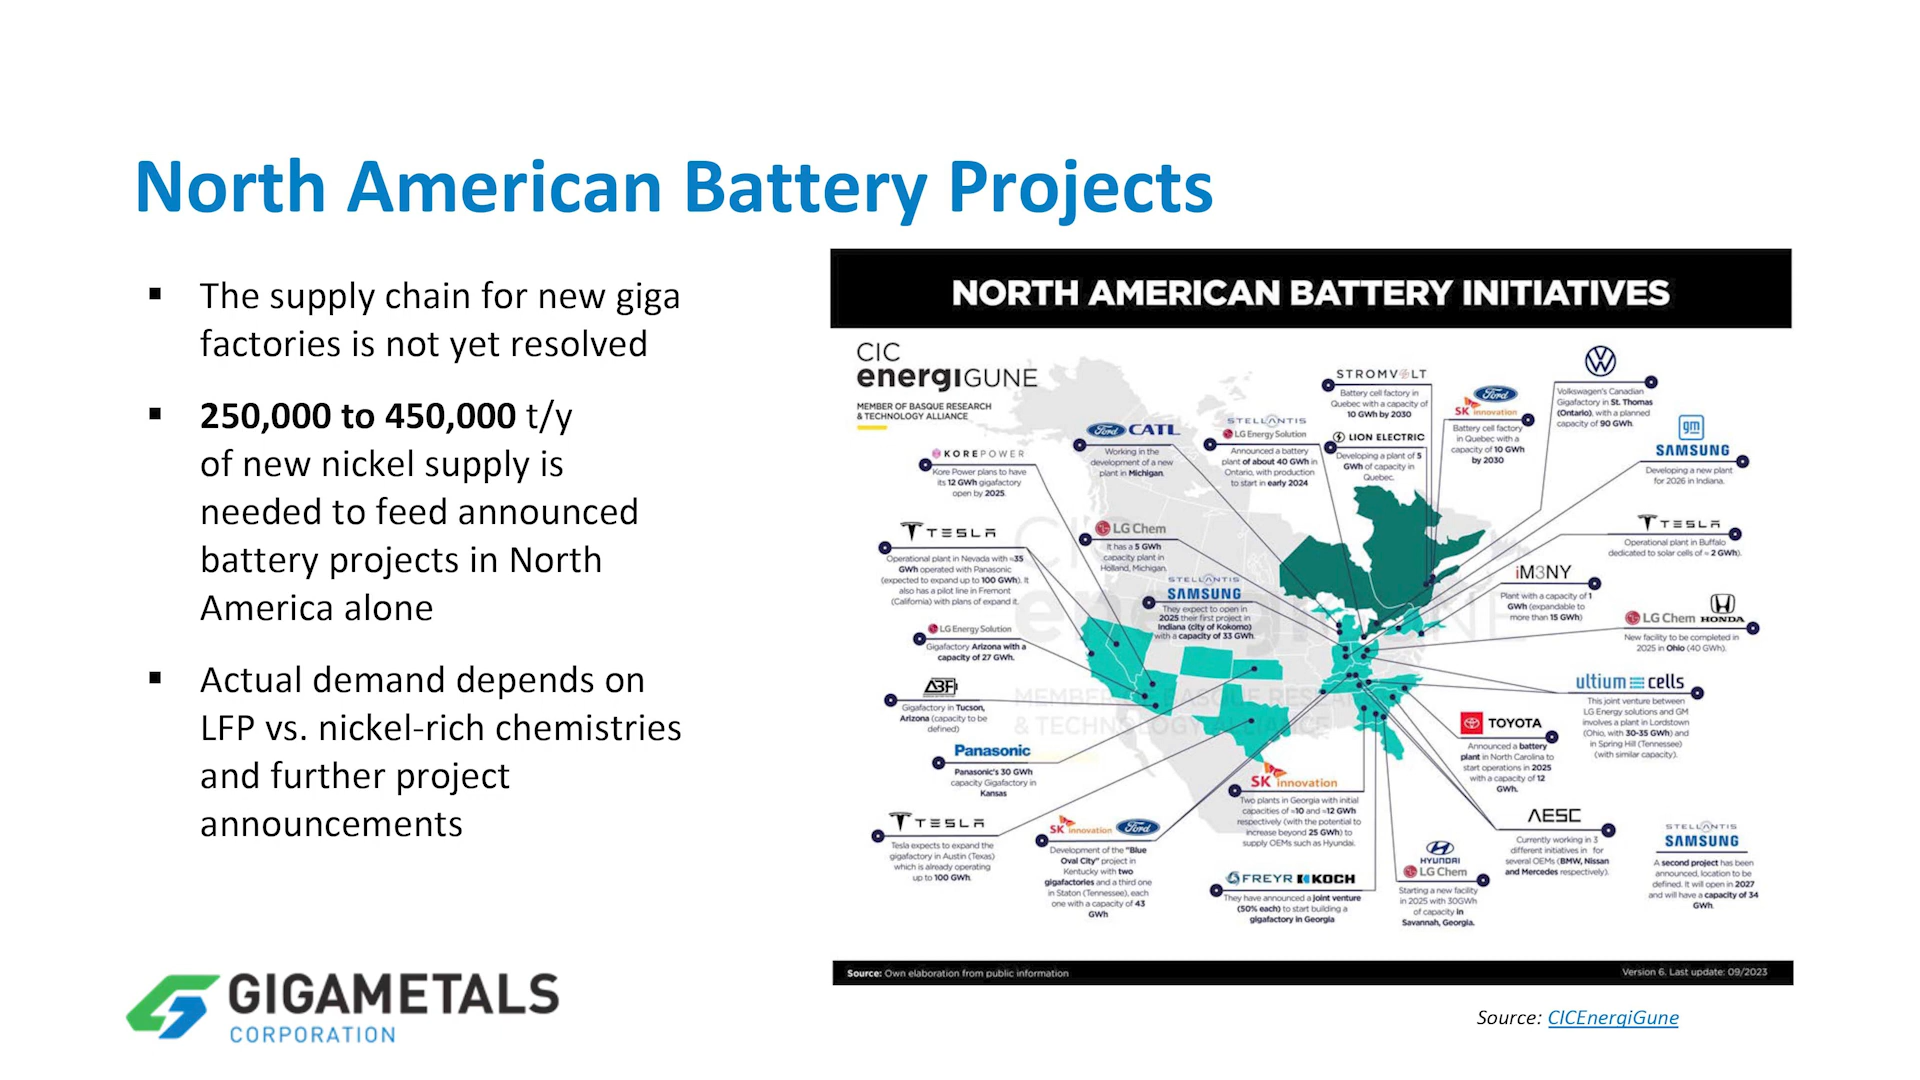 North American Battery Projects
▪ The supply chain for new giga
factories is not yet resolved
▪ 250,000 to 450,000 t/y
of new nickel supply is
needed to feed announced
battery projects in North
America alone
▪ Actual demand depends on
LFP vs. nickel-rich chemistries
and further project
announcements
GIGAMETALS
CORPORATION
NORTH AMERICAN BATTERY INITIATIVES
CIC
energiGUNE
MEMBER OF BASQUE RESEARCH
& TECHNOLOGY ALLIANCE
KOREPOWER
Kore Power plans to have
its 12 GWh gigafactory
open by 2025.
Ford CATL
Working in the
development of a new
plant in Michigan.
STELLANTIS
LG Energy Solution
Announced a battery
plant of about 40 GWh in
Ontario, with production
to start in early 2024
STROMVOLT
Battery cell factory in
Quebec with a capacity of
10 GWh by 2030
LION ELECTRIC
Developing a plant of 5
GWh of capacity in
Quebec.
Ford
SK innovation
Battery cell factory
in Quebec with a
capacity of 10 GWh
by 2030
Volkswagen's Canadian
Gigafactory in St. Thomas
(Ontario), with a planned
capacity of 90 GWh.
gm
SAMSUNG
Developing a new plant
for 2026 in Indiana.
TESLA
Operational plant in Nevada with ≈35
GWh operated with Panasonic
(expected to expand up to 100 GWh). It
also has a pilot line in Fremont
(California) with plans of expand it.
LG Chem
It has a 5 GWh
capacity plant in
Holland, Michigan.
STELLANTIS
SAMSUNG
They expect to open in
2025 their first project in
Indiana (city of Kokomo)
with a capacity of 33 GWh.
TESLA
Operational plant in Buffalo
dedicated to solar cells of ≈ 2 GWh).
iM3NY
Plant with a capacity of 1
GWh (expandable to
more than 15 GWh)
LG Chem HONDA
New facility to be completed in
2025 in Ohio (40 GWh).
LG Energy Solution
Gigafactory Arizona with a
capacity of 27 GWh.
ABF
Gigafactory in Tucson,
Arizona (capacity to be
defined)
ultium cells
This joint venture between
LG Energy solutions and GM
involves a plant in Lordstown
(Ohio, with 30-35 GWh) and
in Spring Hill (Tennessee)
(with similar capacity).
TOYOTA
Announced a battery
plant in North Carolina to
start operations in 2025
with a capacity of 12
GWh.
Panasonic
Panasonic's 30 GWh
capacity Gigafactory in
Kansas
SK innovation
Two plants in Georgia with initial
capacities of ≈10 and ≈12 GWh
respectively (with the potential to
increase beyond 25 GWh) to
supply OEMs such as Hyundai.
TESLA
Tesla expects to expand the
gigafactory in Austin (Texas)
which is already operating
up to 100 GWh.
SK innovation Ford
Development of the "Blue
Oval City" project in
Kentucky with two
gigafactories and a third one
in Staton (Tennessee), each
one with a capacity of 43
GWh
FREYR KOCH
They have announced a joint venture
(50% each) to start building a
gigafactory in Georgia
HYUNDAI
LG Chem
Starting a new facility
in 2025 with 30GWh
of capacity in
Savannah, Georgia.
AESC
Currently working in 3
different initiatives in for
several OEMs (BMW, Nissan
and Mercedes respectively).
STELLANTIS
SAMSUNG
A second project has been
announced, location to be
defined. It will open in 2027
and will have a capacity of 34
GWh.
Source: Own elaboration from public information
Version 6. Last update: 09/2023
Source: CICEnergiGune